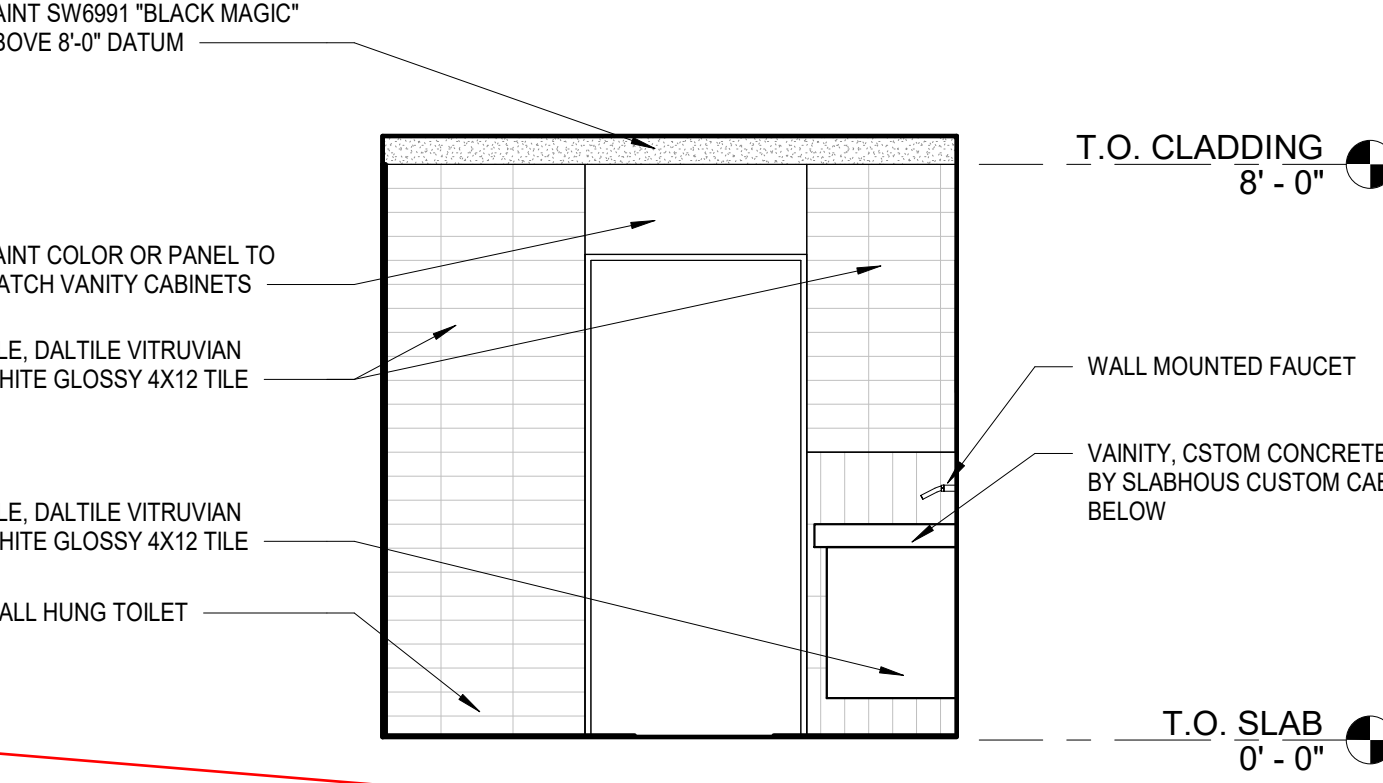 AINT SW6991 "BLACK MAGIC"
BOVE 8'-0" DATUM
T.O. CLADDING
8' - 0"
AINT COLOR OR PANEL TO
ATCH VANITY CABINETS
LE, DALTILE VITRUVIAN
HITE GLOSSY 4X12 TILE
WALL MOUNTED FAUCET
VAINITY, CSTOM CONCRETE
BY SLABHOUS CUSTOM CAB
BELOW
LE, DALTILE VITRUVIAN
HITE GLOSSY 4X12 TILE
ALL HUNG TOILET
T.O. SLAB
0' - 0"